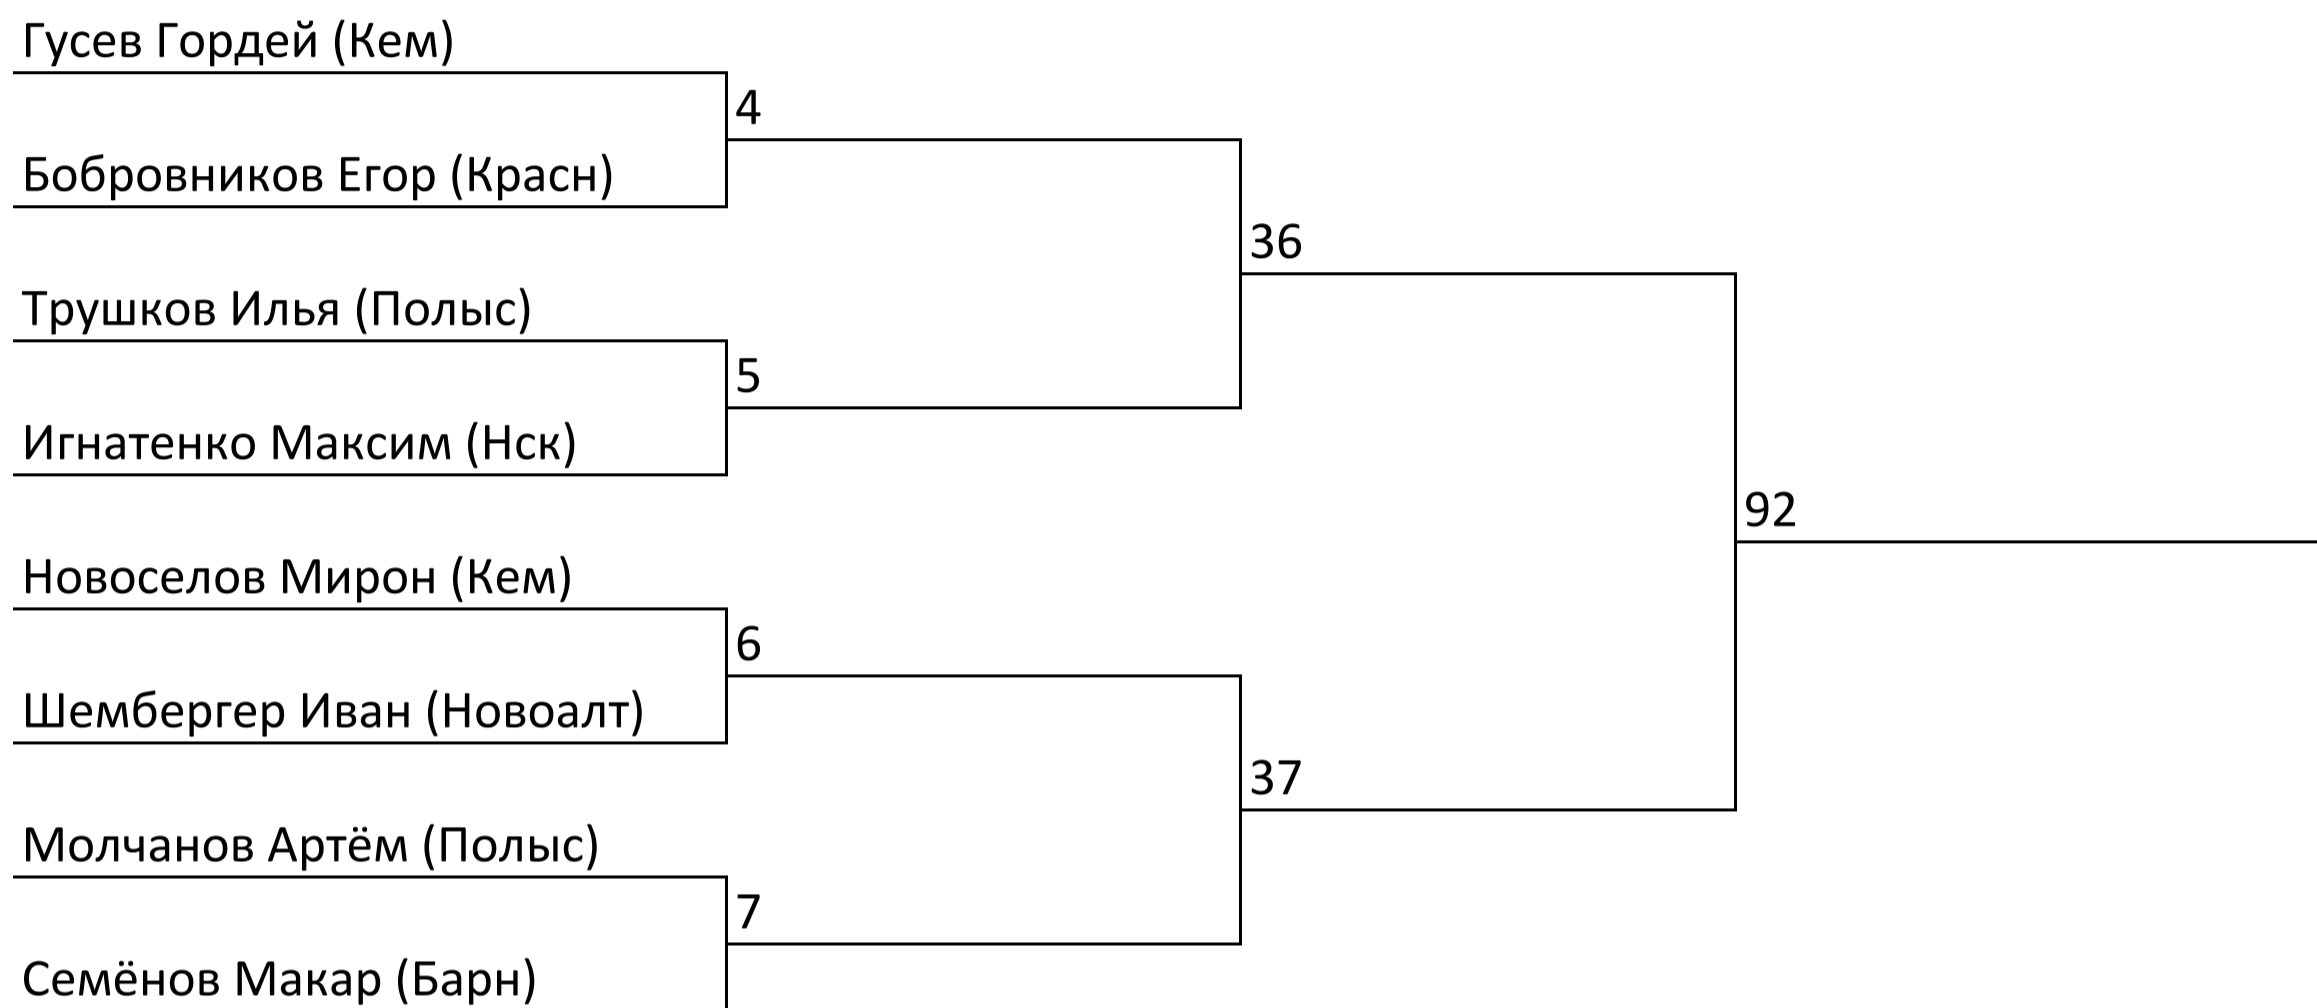 Гусев Гордей (Кем)
4
Бобровников Егор (Красн)
36
Трушков Илья (Полыс)
5
Игнатенко Максим (Нск)
92
Новоселов Мирон (Кем)
6
Шембергер Иван (Новоалт)
37
Молчанов Артём (Полыс)
7
Семёнов Макар (Барн)